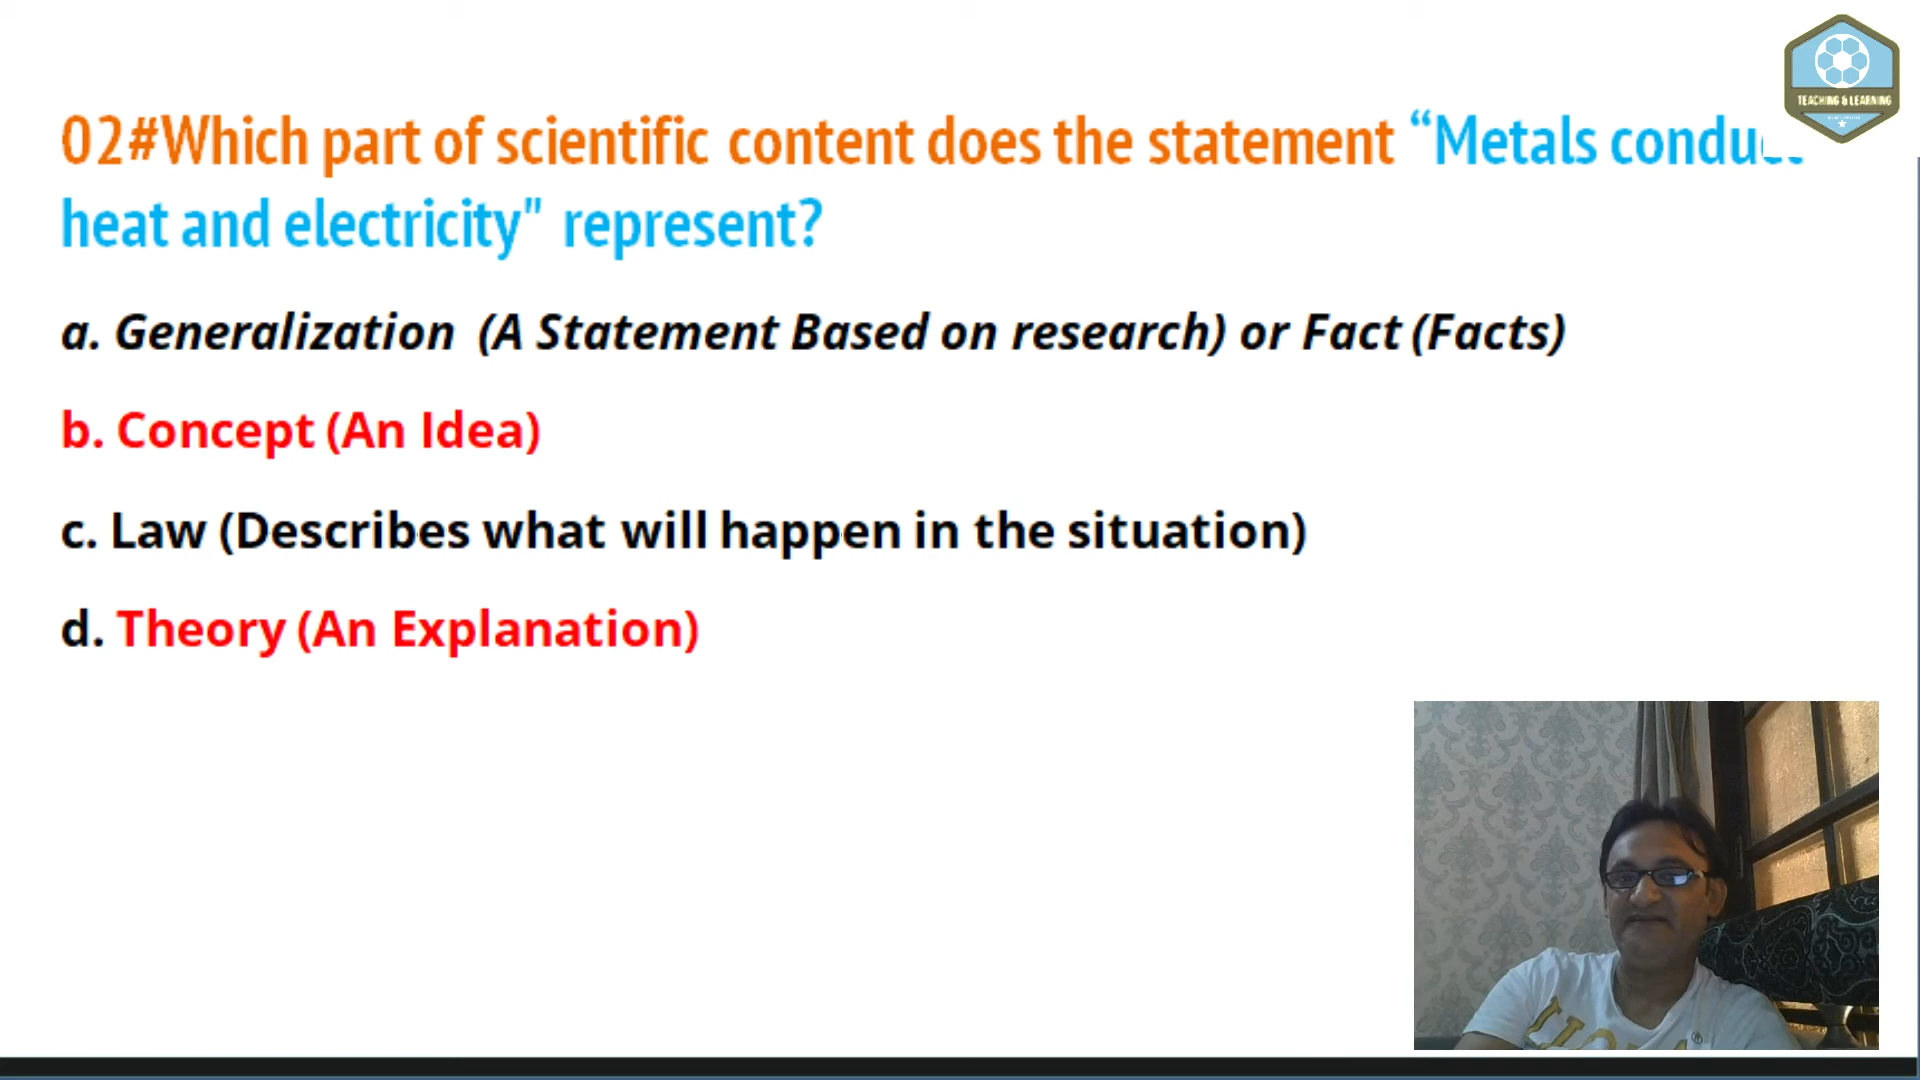 TEACHING & LEARNING
02#Which part of scientific content does the statement “Metals conduct
heat and electricity" represent?
a. Generalization (A Statement Based on research) or Fact (Facts)
b. Concept (An Idea)
c. Law (Describes what will happen in the situation)
d. Theory (An Explanation)